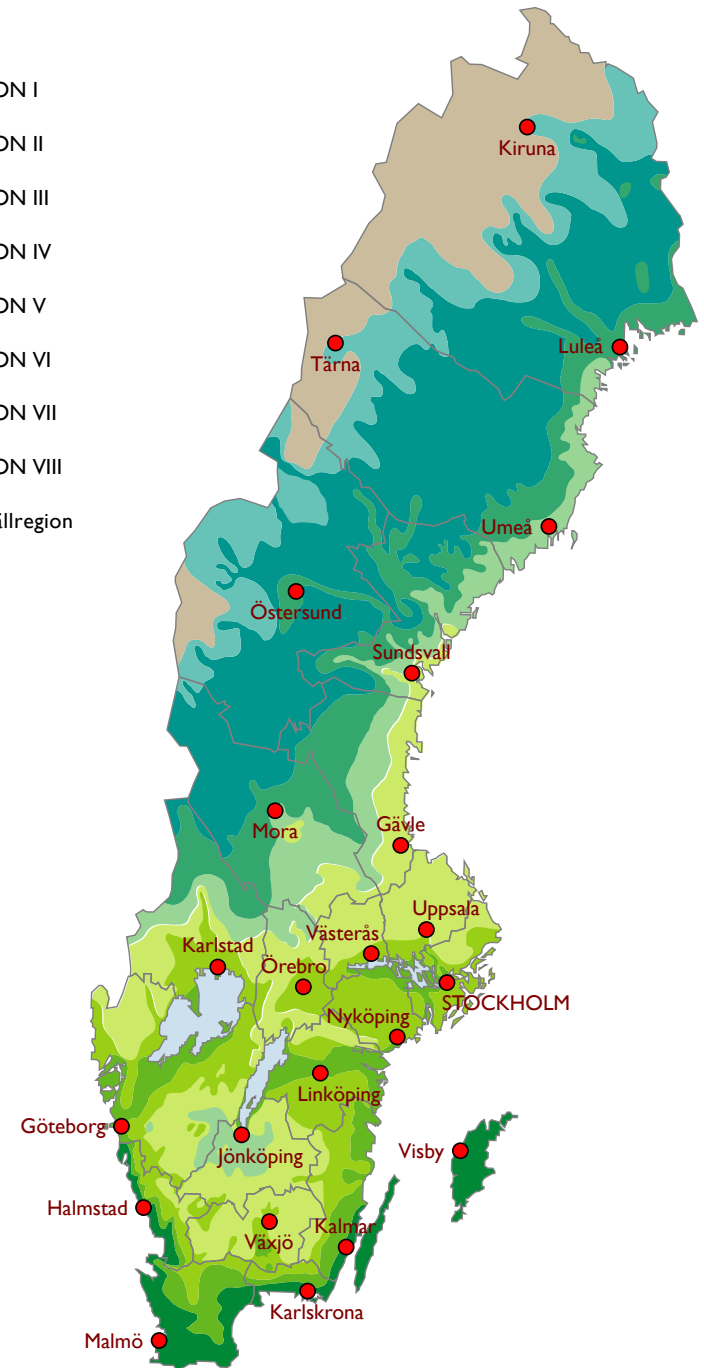 ON I
ON II
ON III
ON IV
ON V
ON VI
ON VII
ON VIII
ällregion
Kiruna
Tärna
Luleå
Umeå
Östersund
Sundsvall
Mora
Gävle
Uppsala
Västerås
Karlstad
Örebro
STOCKHOLM
Nyköping
Linköping
Göteborg
Jönköping
Visby
Halmstad
Växjö
Kalmar
Karlskrona
Malmö